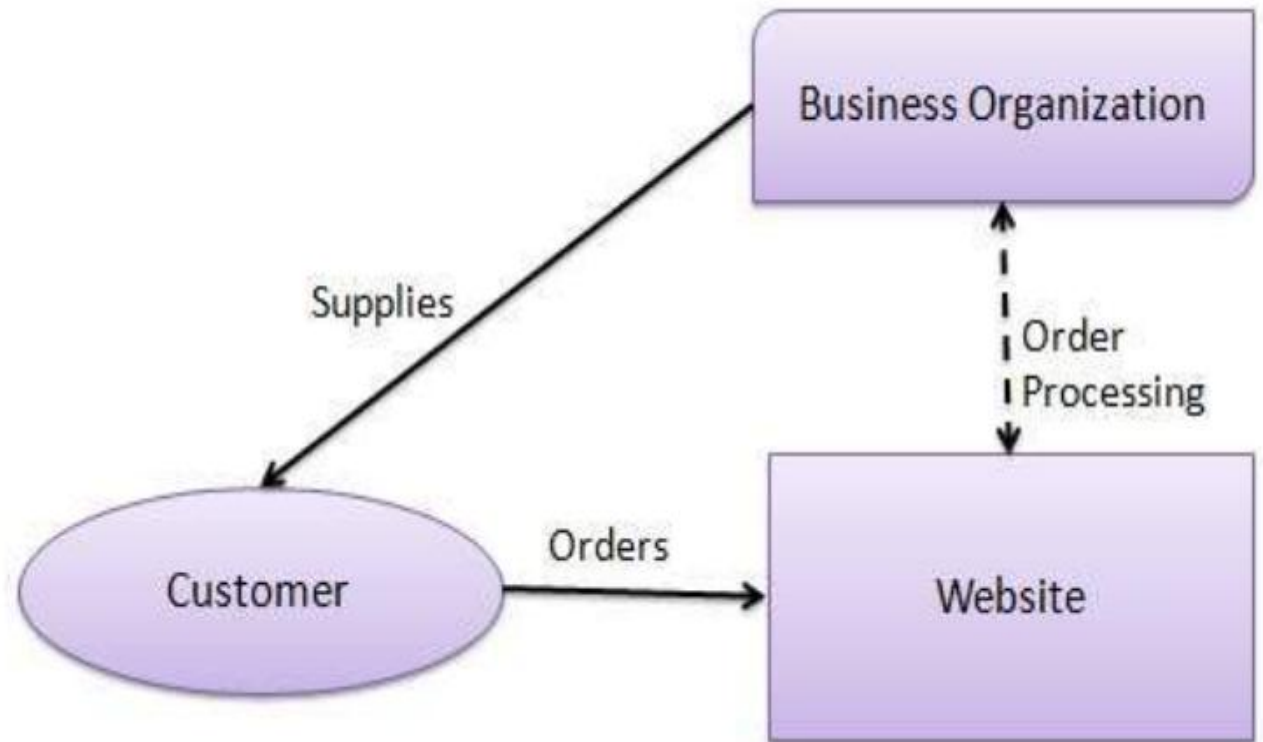 Business Organization
Supplies
Order
Processing
Orders
Customer
Website